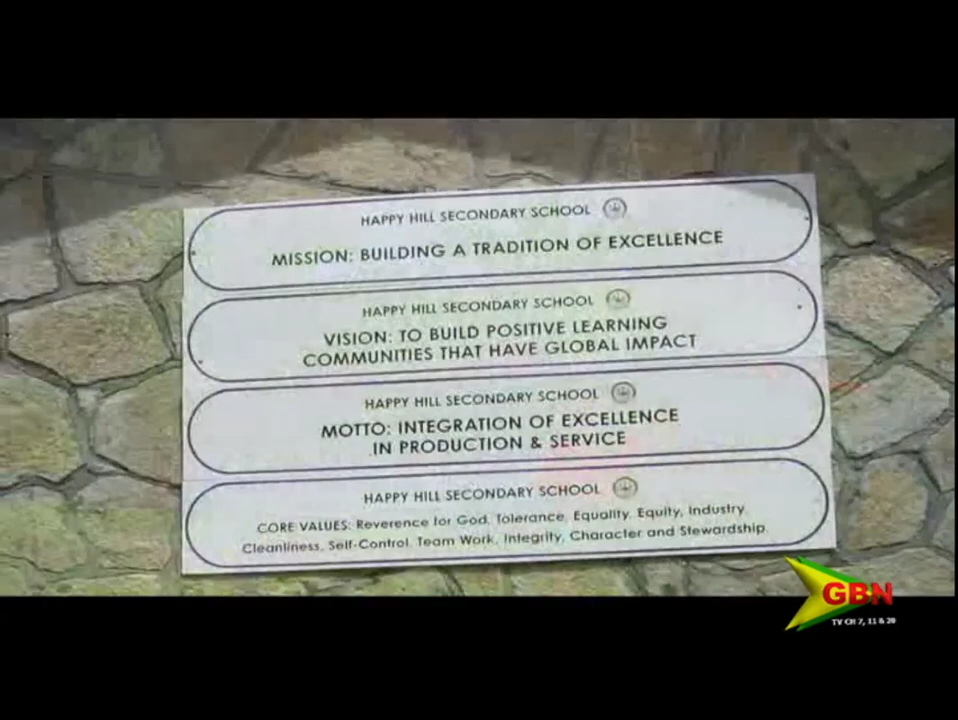 HAPPY HILL SECONDARY SCHOOL
MISSION: BUILDING A TRADITION OF EXCELLENCE
HAPPY HILL SECONDARY SCHOOL
VISION: TO BUILD POSITIVE LEARNING
COMMUNITIES THAT HAVE GLOBAL IMPACT
HAPPY HILL SECONDARY SCHOOL
MOTTO: INTEGRATION OF EXCELLENCE
IN PRODUCTION & SERVICE
HAPPY HILL SECONDARY SCHOOL
CORE VALUES: Reverence for God, Tolerance, Equality, Equity, Industry,
Cleanliness, Self-Control, Team Work, Integrity, Character and Stewardship.
GBN
TV CH 7, 11 & 20